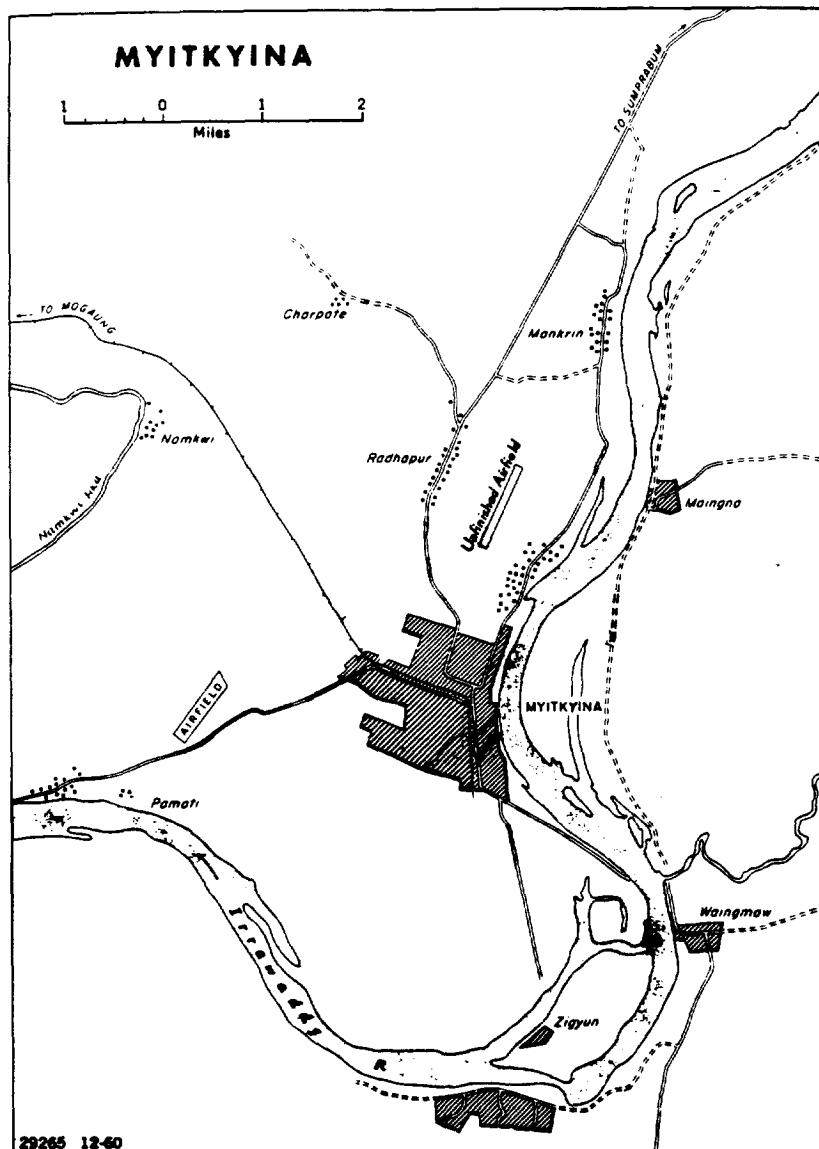 MYITKYINA
1 0 1 2
Miles
TO SUMPRABUM
TO MOGAUNG
Charpate
Mankrin
Namkwi
Radhapur
Unfinished Airfield
Maingna
Namkwi Hku
MYITKYINA
AIRFIELD
Pamati
Waingmaw
Irrawaddy
R
Zigyun
29265 12-60